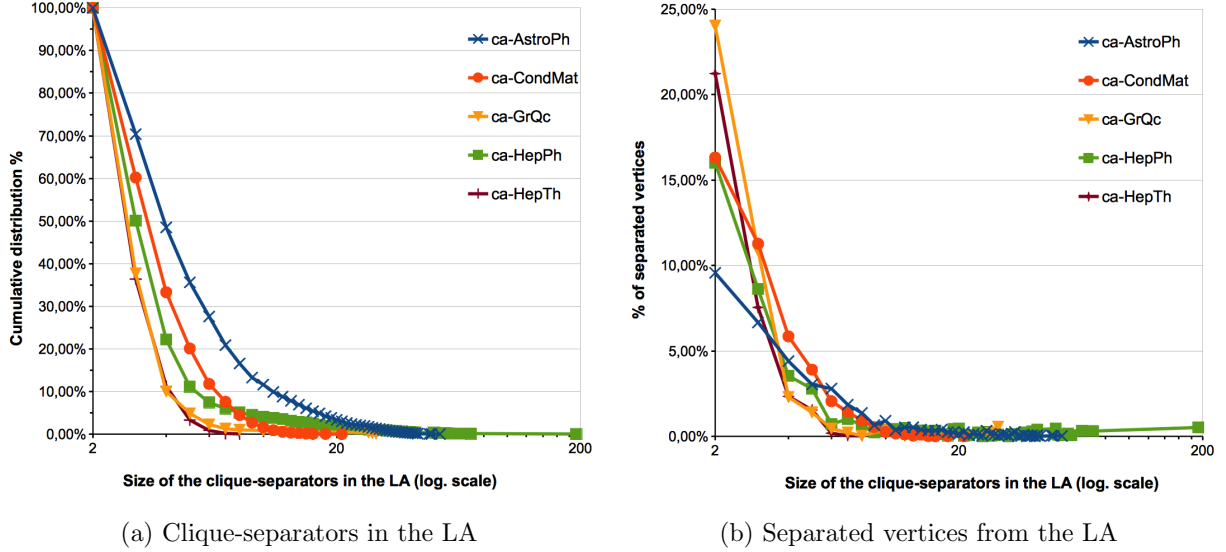 100,00%
90,00%
80,00%
70,00%
60,00%
50,00%
40,00%
30,00%
20,00%
10,00%
0,00%
Cumulative distribution %
ca-AstroPh
ca-CondMat
ca-GrQc
ca-HepPh
ca-HepTh
2
20
200
Size of the clique-separators in the LA (log. scale)
(a) Clique-separators in the LA
25,00%
20,00%
15,00%
10,00%
5,00%
0,00%
% of separated vertices
ca-AstroPh
ca-CondMat
ca-GrQc
ca-HepPh
ca-HepTh
2
20
200
Size of the clique-separators in the LA (log. scale)
(b) Separated vertices from the LA